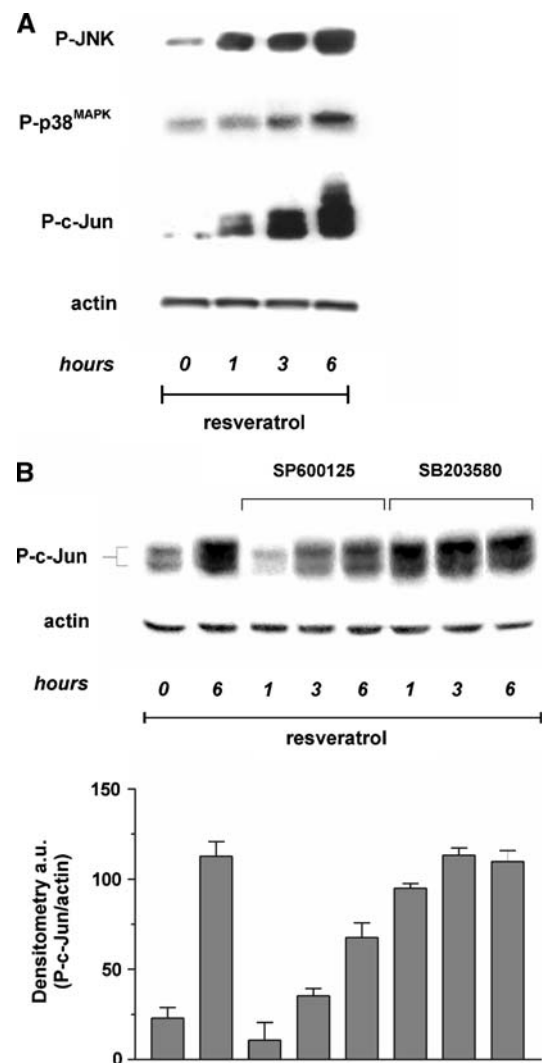 A
P-JNK
P-p38MAPK
P-c-Jun
actin
hours 0 1 3 6
resveratrol
B
SP600125 SB203580
P-c-Jun
actin
hours 0 6 1 3 6 1 3 6
resveratrol
150
100
50
0
Densitometry a.u.
(P-c-Jun/actin)